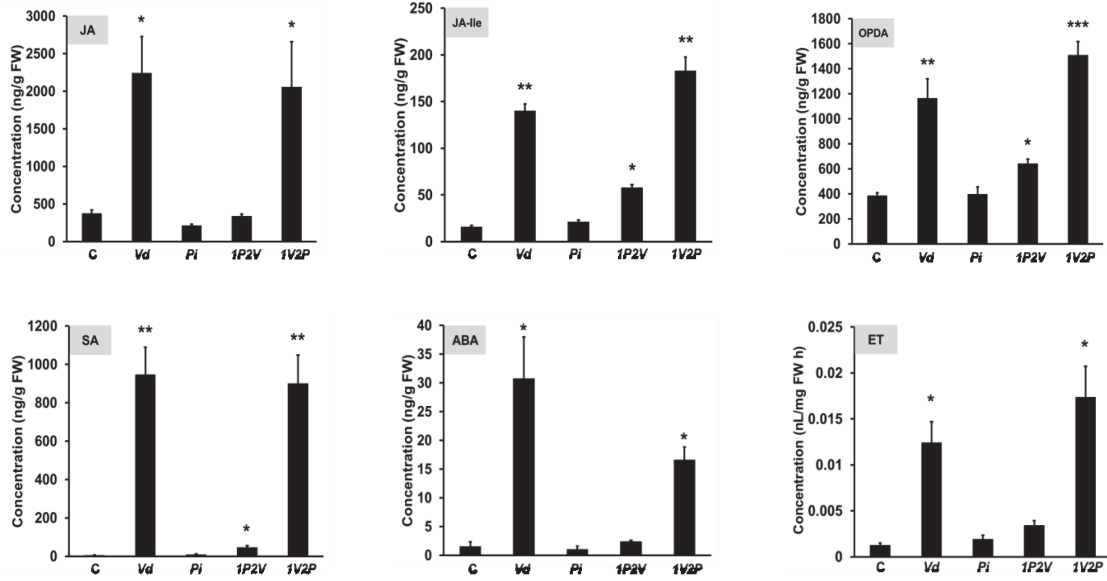 JA
Concentration (ng/g FW)
3000
2500
2000
1500
1000
500
0
* *
C Vd Pi 1P2V 1V2P
JA-Ile
Concentration (ng/g FW)
250
200
150
100
50
0
** * **
C Vd Pi 1P2V 1V2P
OPDA
Concentration (ng/g FW)
1800
1600
1400
1200
1000
800
600
400
200
0
** * ***
C Vd Pi 1P2V 1V2P
SA
Concentration (ng/g FW)
1200
1000
800
600
400
200
0
** * **
C Vd Pi 1P2V 1V2P
ABA
Concentration (ng/g FW)
40
35
30
25
20
15
10
5
0
* *
C Vd Pi 1P2V 1V2P
ET
Concentration (nL/mg FW h)
0.025
0.02
0.015
0.01
0.005
0
* *
C Vd Pi 1P2V 1V2P